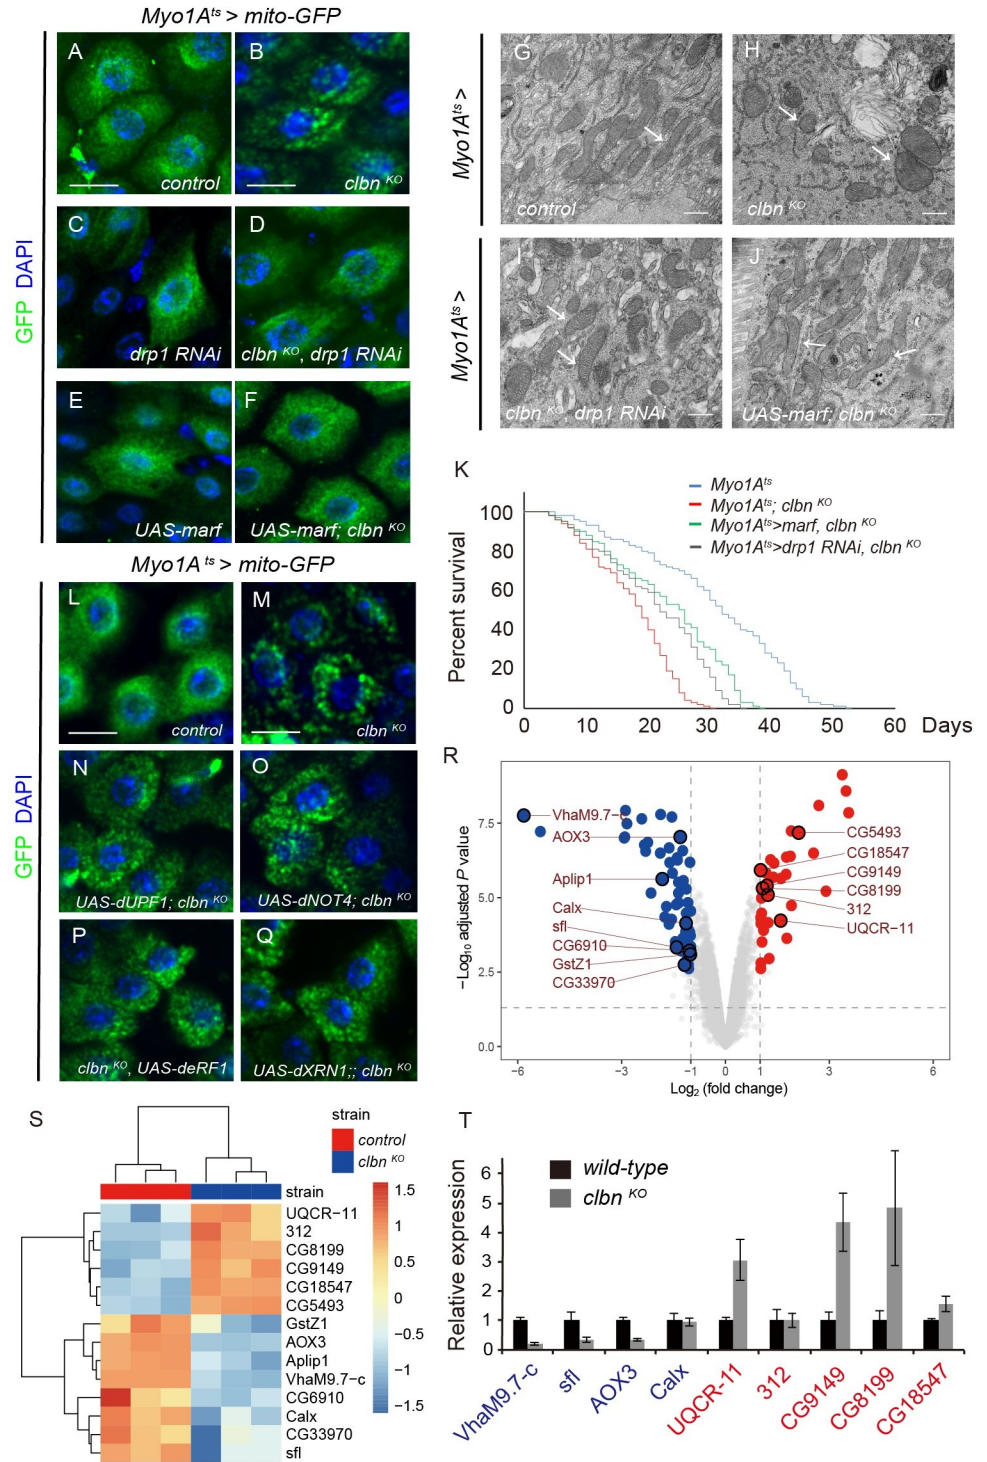 Myo1A ts > mito-GFP
GFP DAPI
A
control
B
clbn KO
C
drp1 RNAi
D
clbn KO, drp1 RNAi
E
UAS-marf
F
UAS-marf; clbn KO
Myo1A ts >
G
control
H
clbn KO
Myo1A ts >
I
clbn KO, drp1 RNAi
J
UAS-marf; clbn KO
K
Percent survival
100
80
60
40
20
0
0 10 20 30 40 50 60 Days
Myo1A ts
Myo1A ts; clbn KO
Myo1A ts>marf, clbn KO
Myo1A ts>drp1 RNAi, clbn KO
Myo1A ts > mito-GFP
GFP DAPI
L
control
M
clbn KO
N
UAS-dUPF1; clbn KO
O
UAS-dNOT4; clbn KO
P
clbn KO, UAS-deRF1
Q
UAS-dXRN1;; clbn KO
R
−Log10 adjusted P value
7.5
5.0
2.5
0.0
−6 −3 −1 0 1 3 6
Log2 (fold change)
VhaM9.7−c
AOX3
Aplip1
Calx
sfl
CG6910
GstZ1
CG33970
CG5493
CG18547
CG9149
CG8199
312
UQCR−11
S
strain
control
clbn KO
strain
UQCR−11
312
CG8199
CG9149
CG18547
CG5493
GstZ1
AOX3
Aplip1
VhaM9.7−c
CG6910
Calx
CG33970
sfl
1.5
1
0.5
0
−0.5
−1
−1.5
T
Relative expression
6
5
4
3
2
1
0
wild-type
clbn KO
VhaM9.7-c
sfl
AOX3
Calx
UQCR-11
312
CG9149
CG8199
CG18547